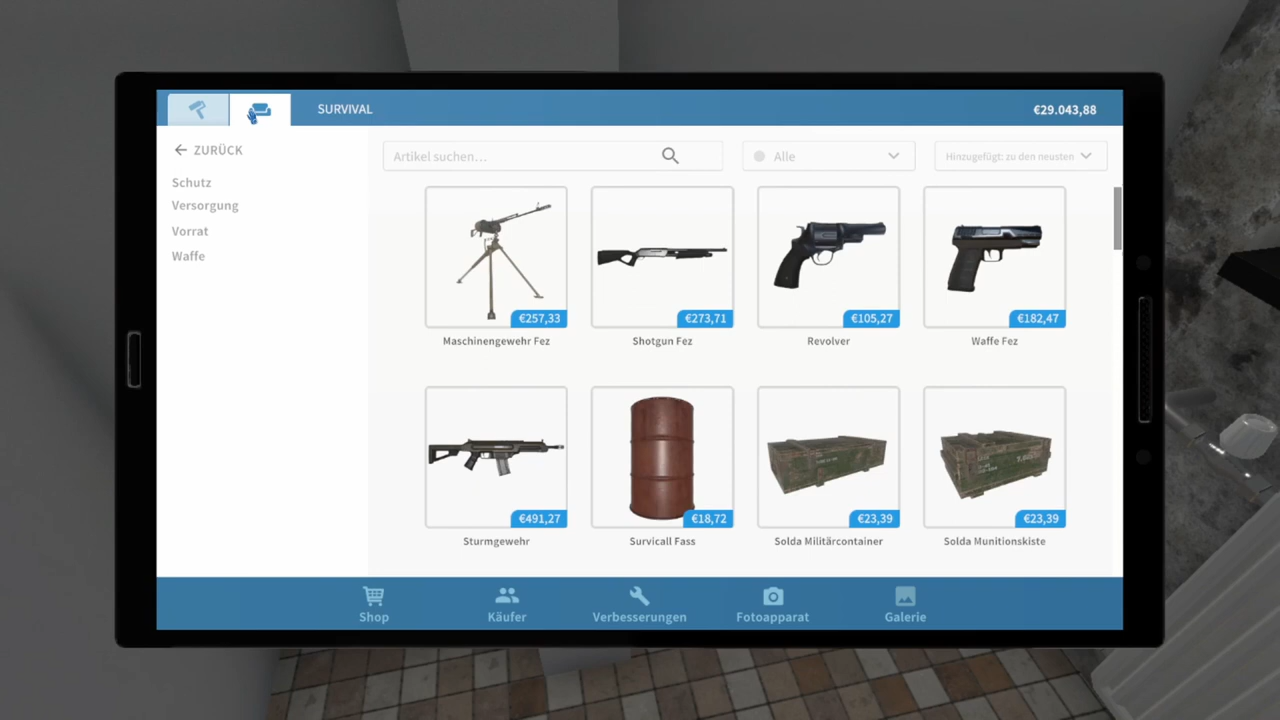 SURVIVAL
€29.043,88
ZURÜCK
Artikel suchen...
Alle
Hinzugefügt: zu den neusten
Schutz
Versorgung
Vorrat
Waffe
€257,33
€273,71
€105,27
€182,47
Maschinengewehr Fez
Shotgun Fez
Revolver
Waffe Fez
€491,27
€18,72
€23,39
€23,39
Sturmgewehr
Survicall Fass
Solda Militärcontainer
Solda Munitionskiste
Shop
Käufer
Verbesserungen
Fotoapparat
Galerie